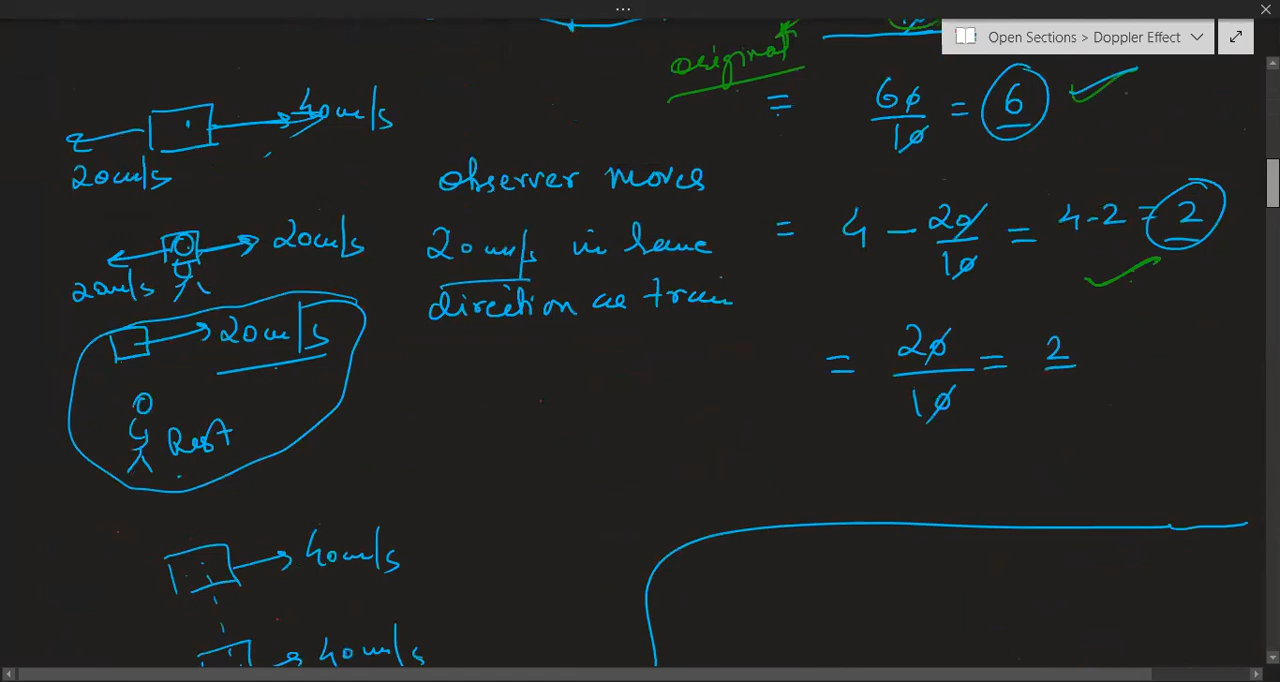 Open Sections > Doppler Effect
original
= 60/10 = 6
40m/s
20m/s
observer moves
20m/s in same
direction as train
= 4 - 20/10 = 4-2 = 2
20m/s
20m/s
20m/s
= 20/10 = 2
Rest
40m/s
40m/s